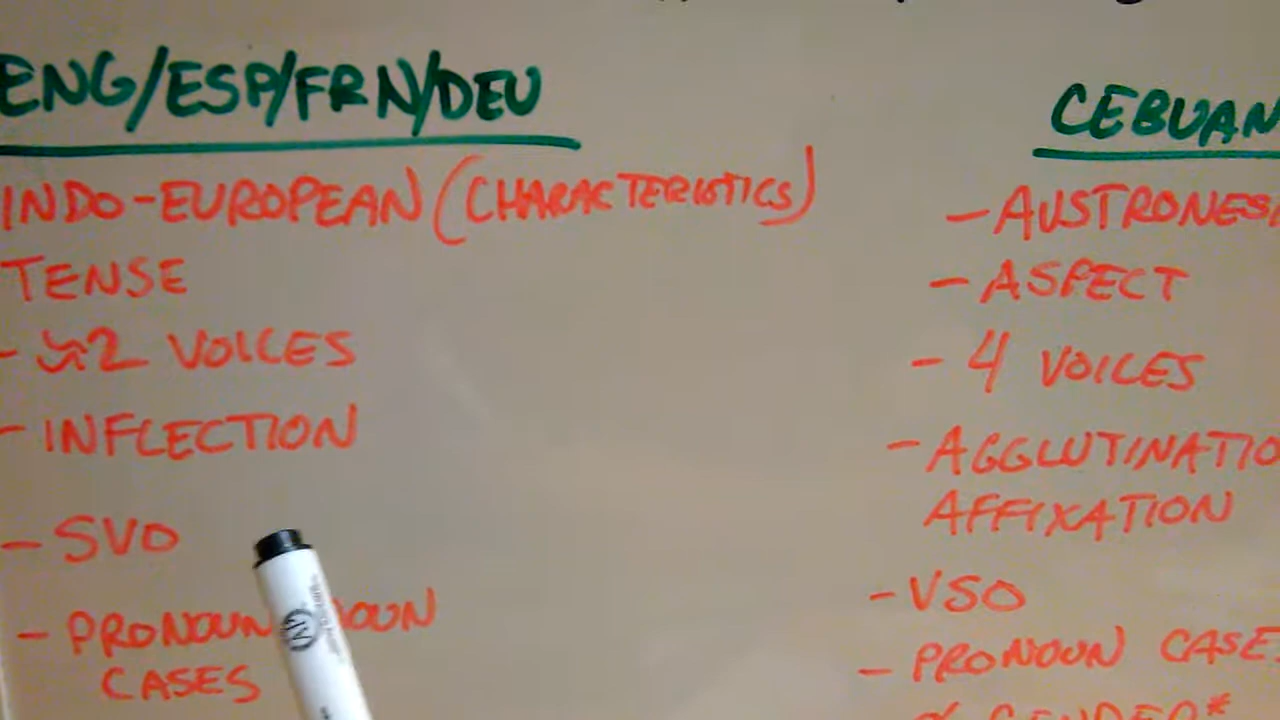 ENG/ESP/FRN/DEU
INDO-EUROPEAN (CHARACTERISTICS)
TENSE
- ≈2 VOICES
- INFLECTION
- SVO
- PRONOUN
CASES
CEBUAN
- AUSTRONES
- ASPECT
- 4 VOICES
- AGGLUTINATIO
AFFIXATION
- VSO
- PRONOUN CASE
GENDER*